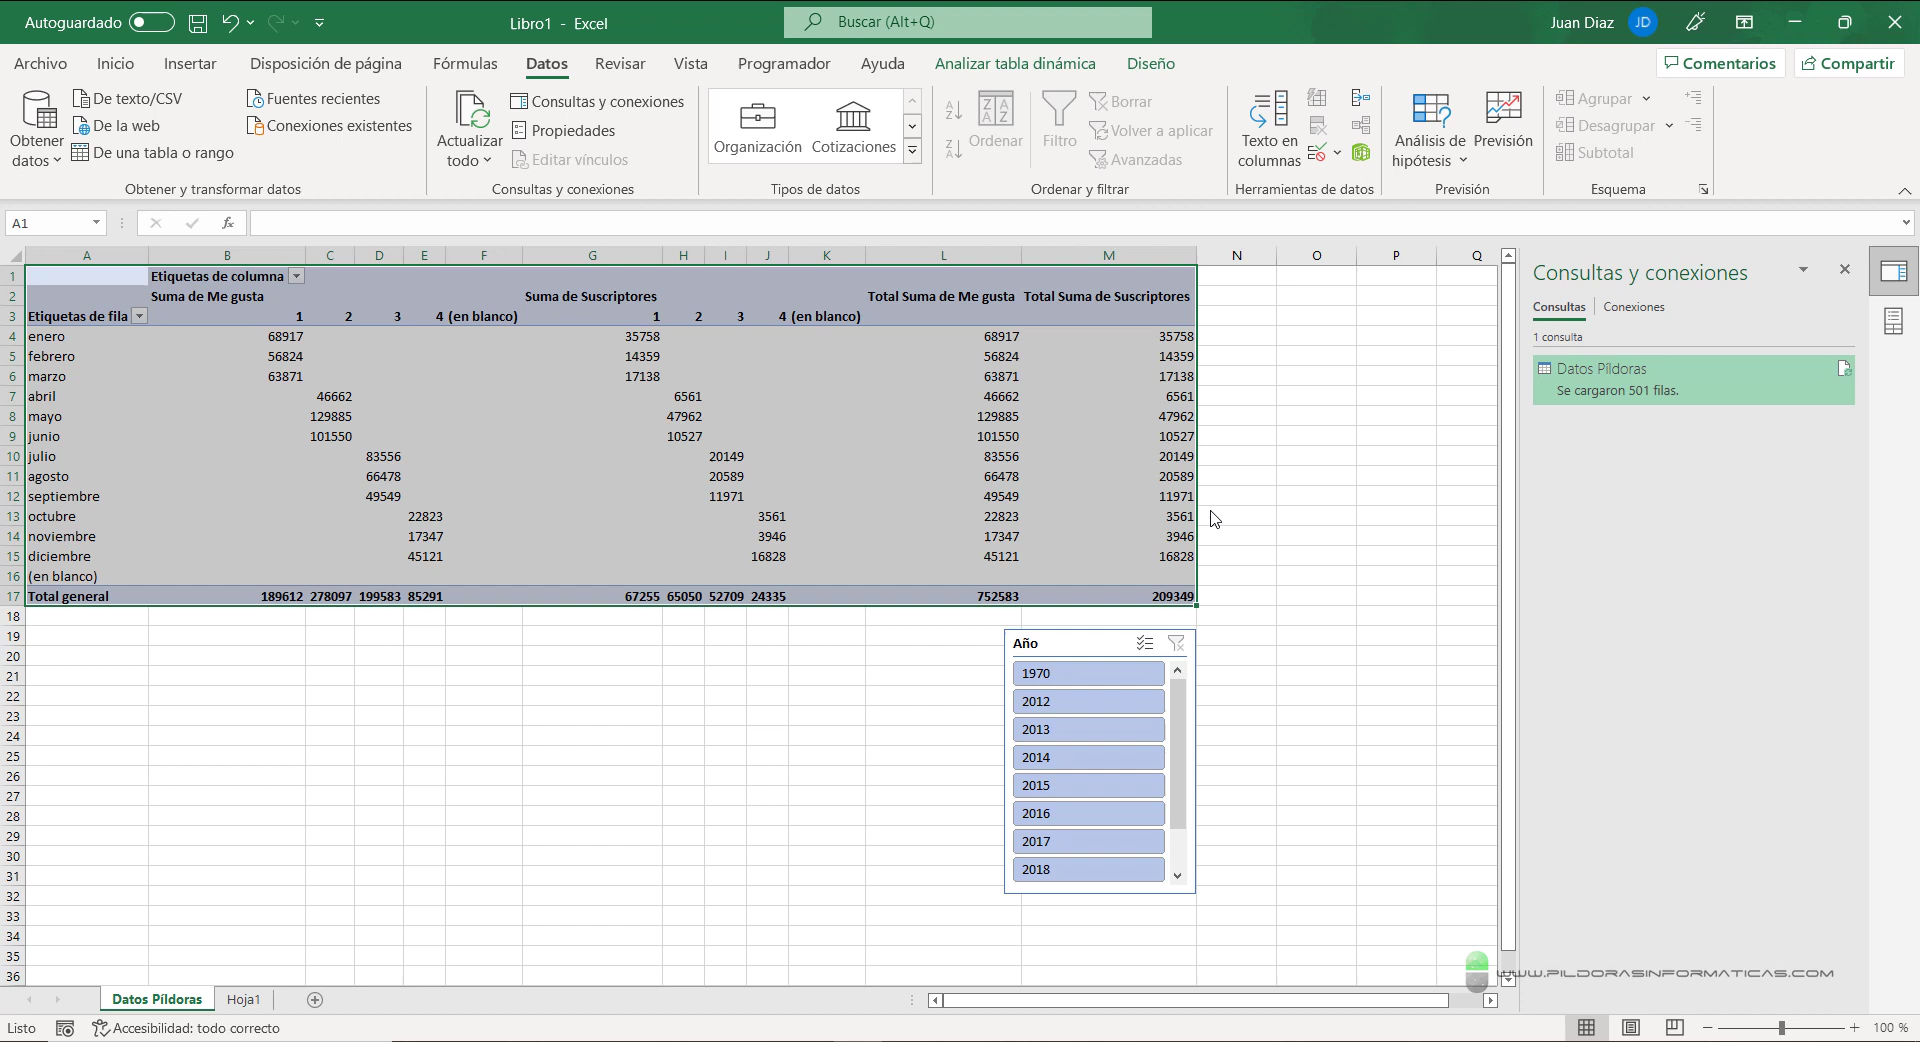 Autoguardado Libro1 - Excel Buscar (Alt+Q) Juan Diaz JD
Archivo Inicio Insertar Disposición de página Fórmulas Datos Revisar Vista Programador Ayuda Analizar tabla dinámica Diseño Comentarios Compartir
Obtener datos
De texto/CSV
De la web
De una tabla o rango
Fuentes recientes
Conexiones existentes
Obtener y transformar datos
Actualizar todo
Consultas y conexiones
Propiedades
Editar vínculos
Consultas y conexiones
Organización
Cotizaciones
Tipos de datos
Ordenar
Filtro
Borrar
Volver a aplicar
Avanzadas
Ordenar y filtrar
Texto en columnas
Herramientas de datos
Análisis de hipótesis
Previsión
Previsión
Agrupar
Desagrupar
Subtotal
Esquema
A1 fx
A B C D E F G H I J K L M N O P Q
1 Etiquetas de columna
2 Suma de Me gusta Suma de Suscriptores Total Suma de Me gusta Total Suma de Suscriptores
3 Etiquetas de fila 1 2 3 4 (en blanco) 1 2 3 4 (en blanco)
4 enero 68917 35758 68917 35758
5 febrero 56824 14359 56824 14359
6 marzo 63871 17138 63871 17138
7 abril 46662 6561 46662 6561
8 mayo 129885 47962 129885 47962
9 junio 101550 10527 101550 10527
10 julio 83556 20149 83556 20149
11 agosto 66478 20589 66478 20589
12 septiembre 49549 11971 49549 11971
13 octubre 22823 3561 22823 3561
14 noviembre 17347 3946 17347 3946
15 diciembre 45121 16828 45121 16828
16 (en blanco)
17 Total general 189612 278097 199583 85291 67255 65050 52709 24335 752583 209349
18
19
20
21
22
23
24
25
26
27
28
29
30
31
32
33
34
35
36
Año
1970
2012
2013
2014
2015
2016
2017
2018
Consultas y conexiones
Consultas Conexiones
1 consulta
Datos Píldoras
Se cargaron 501 filas.
WWW.PILDORASINFORMATICAS.COM
Datos Píldoras Hoja1
Listo Accesibilidad: todo correcto 100 %